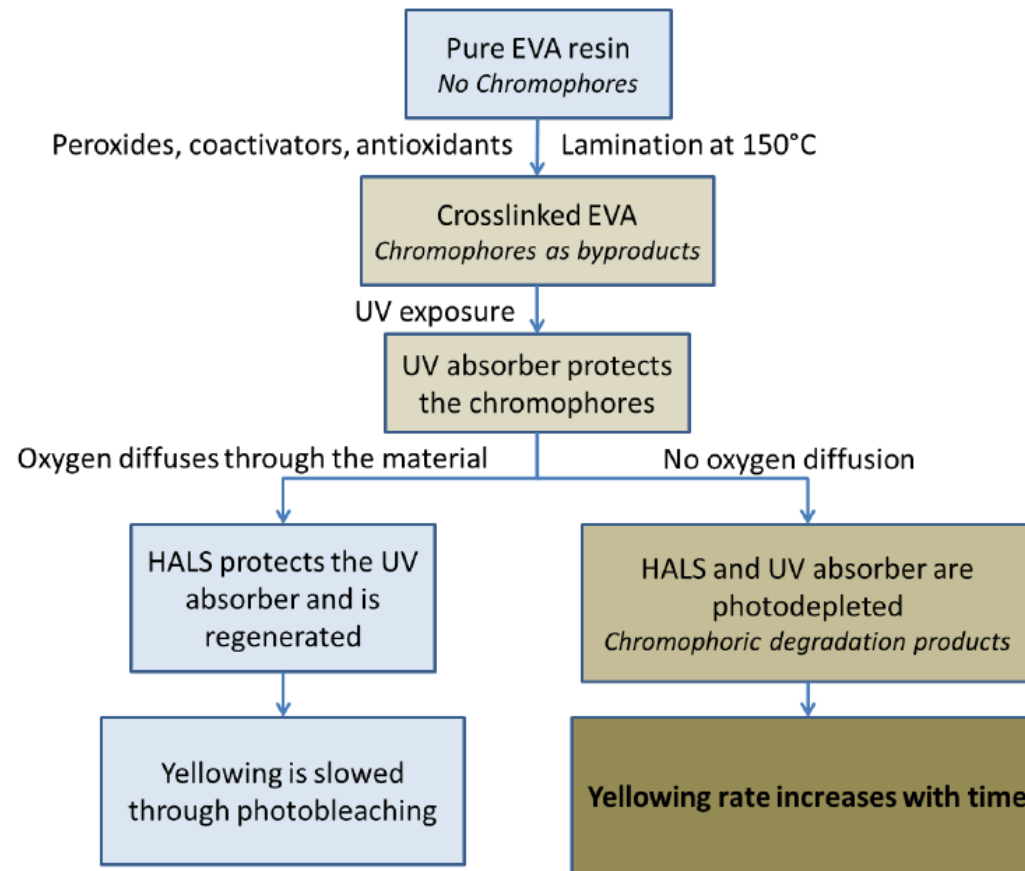 Pure EVA resin
No Chromophores
Peroxides, coactivators, antioxidants
Lamination at 150°C
Crosslinked EVA
Chromophores as byproducts
UV exposure
UV absorber protects
the chromophores
Oxygen diffuses through the material
No oxygen diffusion
HALS protects the UV
absorber and is
regenerated
HALS and UV absorber are
photodepleted
Chromophoric degradation products
Yellowing is slowed
through photobleaching
Yellowing rate increases with time